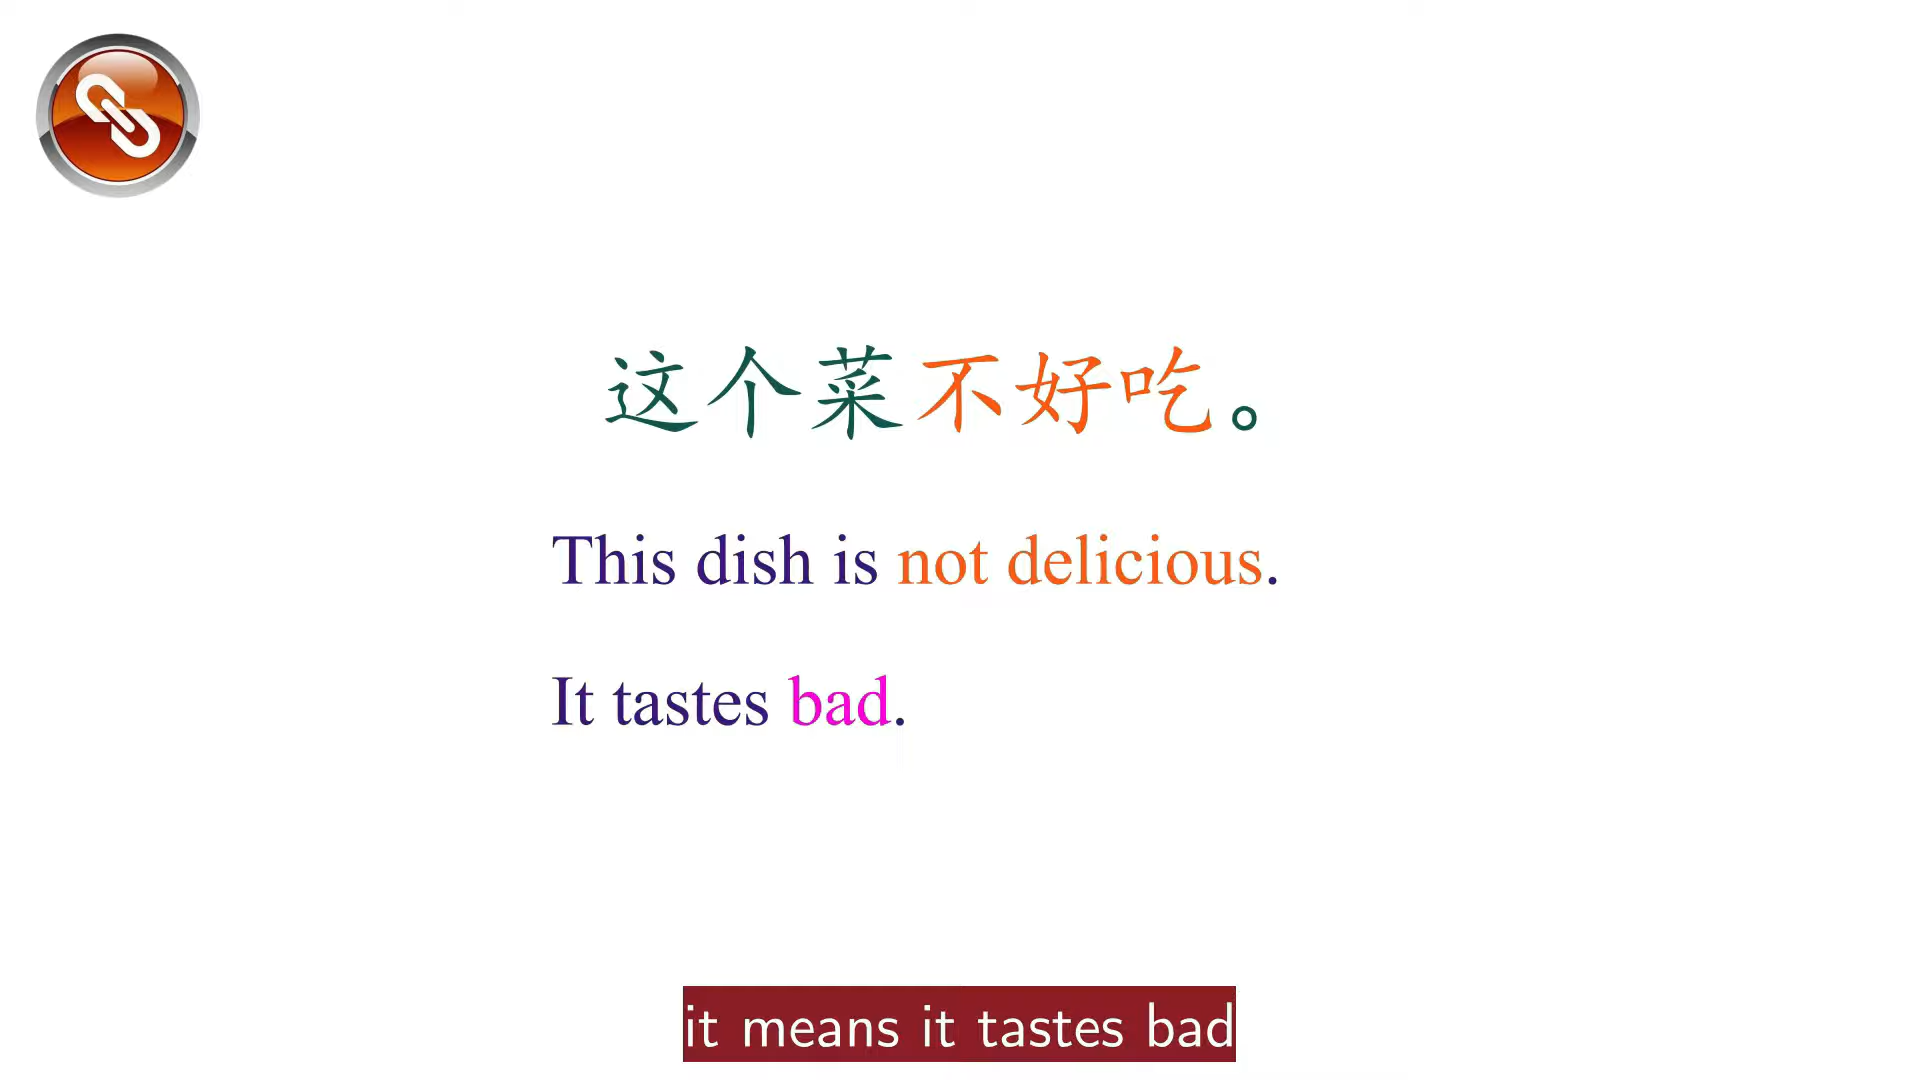 这个菜不好吃。
This dish is not delicious.
It tastes bad.
it means it tastes bad